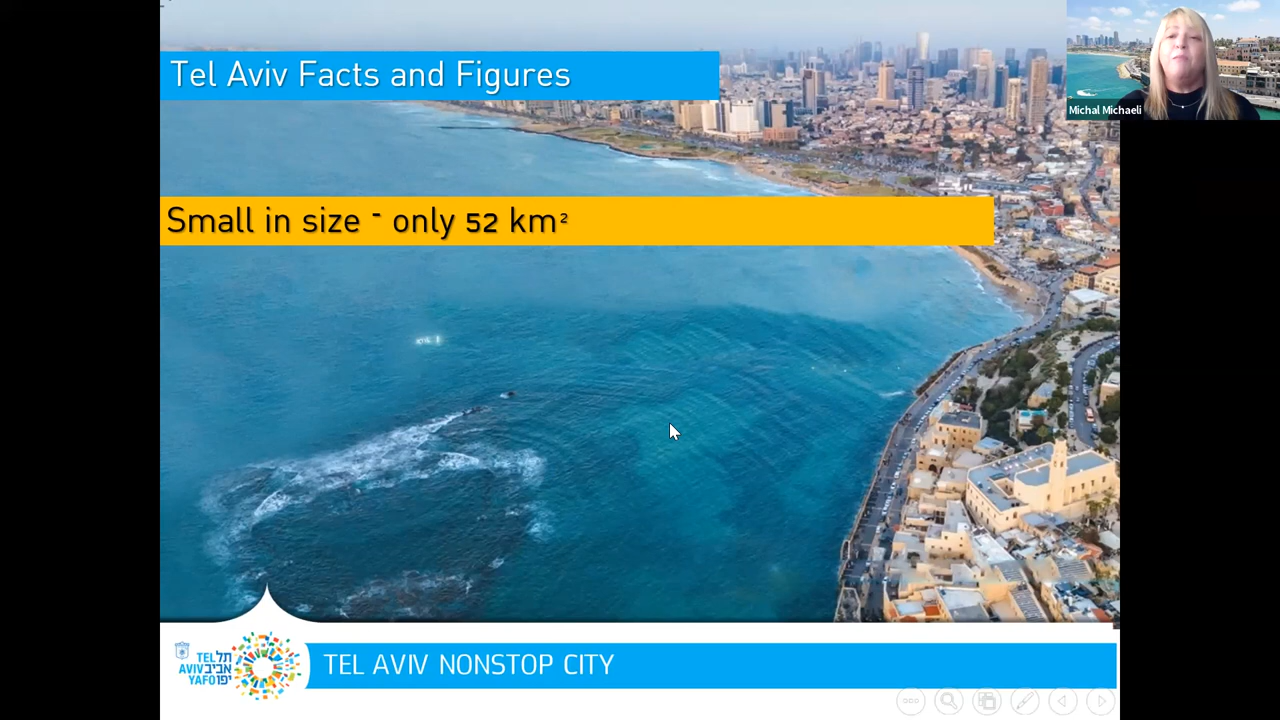 Tel Aviv Facts and Figures
Michal Michaeli
Small in size - only 52 km²
TEL תל
AVIV אביב
YAFO יפו
TEL AVIV NONSTOP CITY